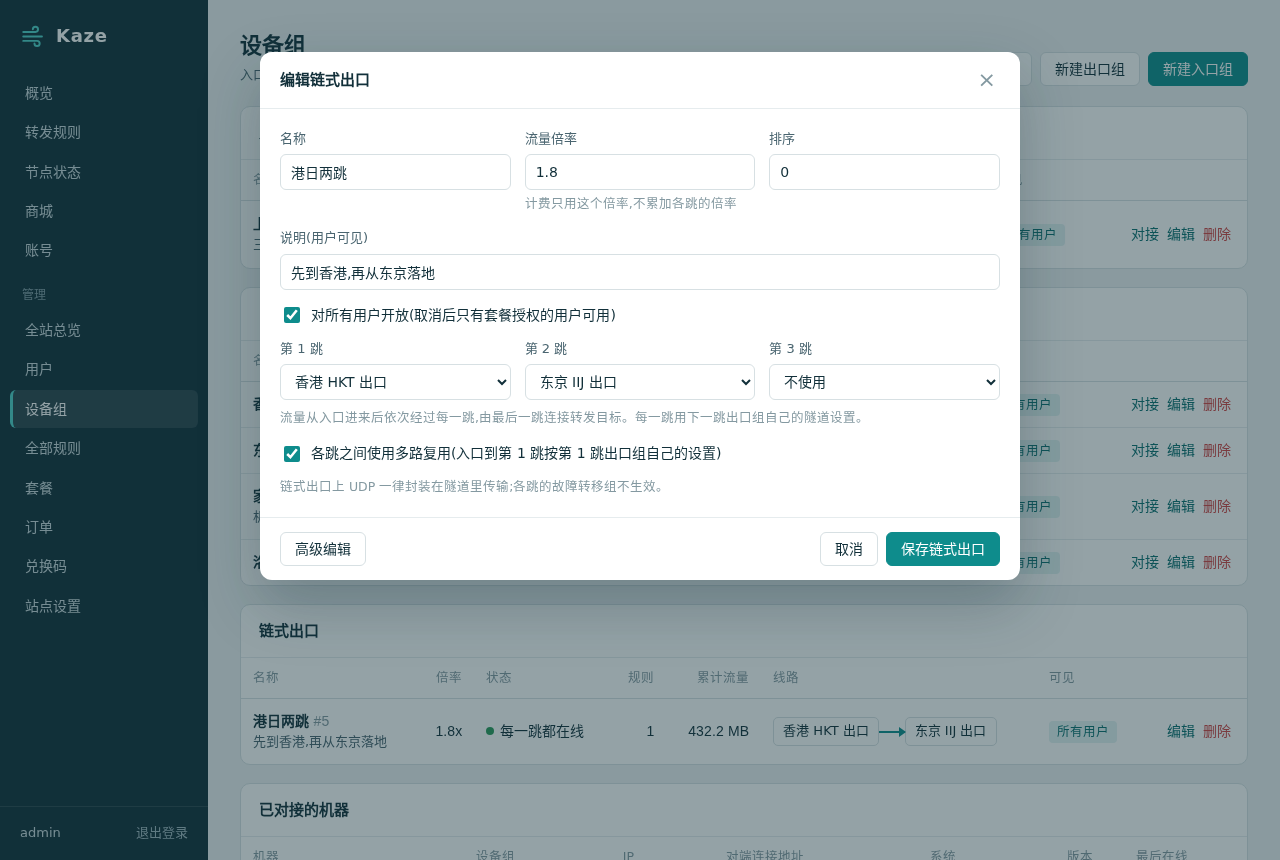 Kaze
概览
转发规则
节点状态
商城
账号
管理
全站总览
用户
设备组
全部规则
套餐
订单
兑换码
站点设置
admin
退出登录
设备组
新建出口组
新建入口组
编辑链式出口
名称
流量倍率
排序
港日两跳
1.8
0
计费只用这个倍率,不累加各跳的倍率
说明(用户可见)
先到香港,再从东京落地
对所有用户开放(取消后只有套餐授权的用户可用)
第 1 跳
第 2 跳
第 3 跳
香港 HKT 出口
东京 IIJ 出口
不使用
流量从入口进来后依次经过每一跳,由最后一跳连接转发目标。每一跳用下一跳出口组自己的隧道设置。
各跳之间使用多路复用(入口到第 1 跳按第 1 跳出口组自己的设置)
链式出口上 UDP 一律封装在隧道里传输;各跳的故障转移组不生效。
高级编辑
取消
保存链式出口
有用户
对接 编辑 删除
有用户
对接 编辑 删除
有用户
对接 编辑 删除
有用户
对接 编辑 删除
有用户
对接 编辑 删除
链式出口
名称 倍率 状态 规则 累计流量 线路 可见
港日两跳 #5
先到香港,再从东京落地
1.8x
每一跳都在线
1
432.2 MB
香港 HKT 出口
东京 IIJ 出口
所有用户
编辑 删除
已对接的机器
机器 设备组 IP 对端连接地址 系统 版本 最后在线